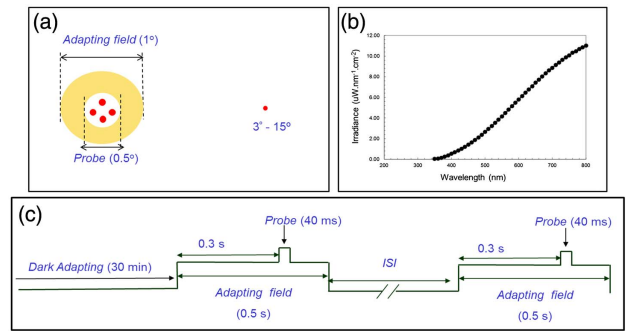 (a)
Adapting field (1°)
3° - 15°
Probe (0.5°)
(b)
Irradiance (uW.nm-1.cm-2)
12.00
10.00
8.00
6.00
4.00
2.00
0.00
200 300 400 500 600 700 800
Wavelength (nm)
(c)
Probe (40 ms)
Probe (40 ms)
0.3 s
0.3 s
Dark Adapting (30 min)
ISI
Adapting field
(0.5 s)
Adapting field
(0.5 s)